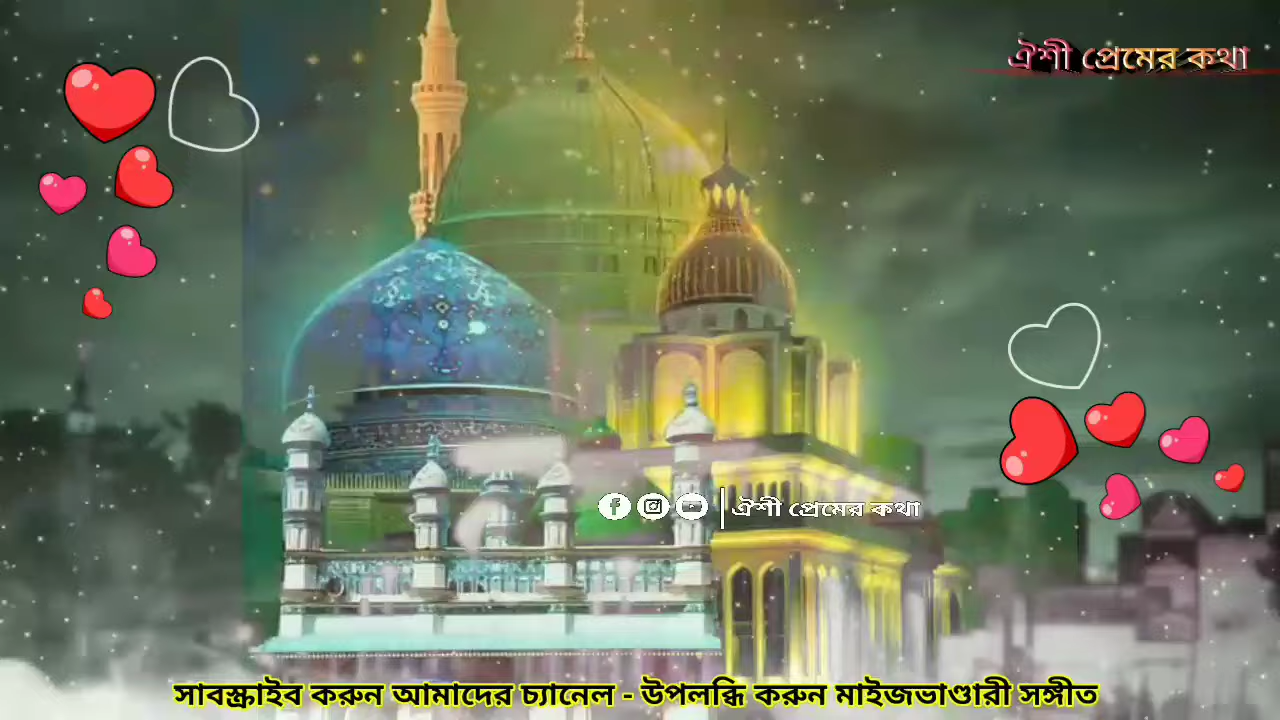 ঐশী প্রেমের কথা
ঐশী প্রেমের কথা
সাবস্ক্রাইব করুন আমাদের চ্যানেল - উপলব্ধি করুন মাইজভাণ্ডারী সঙ্গীত